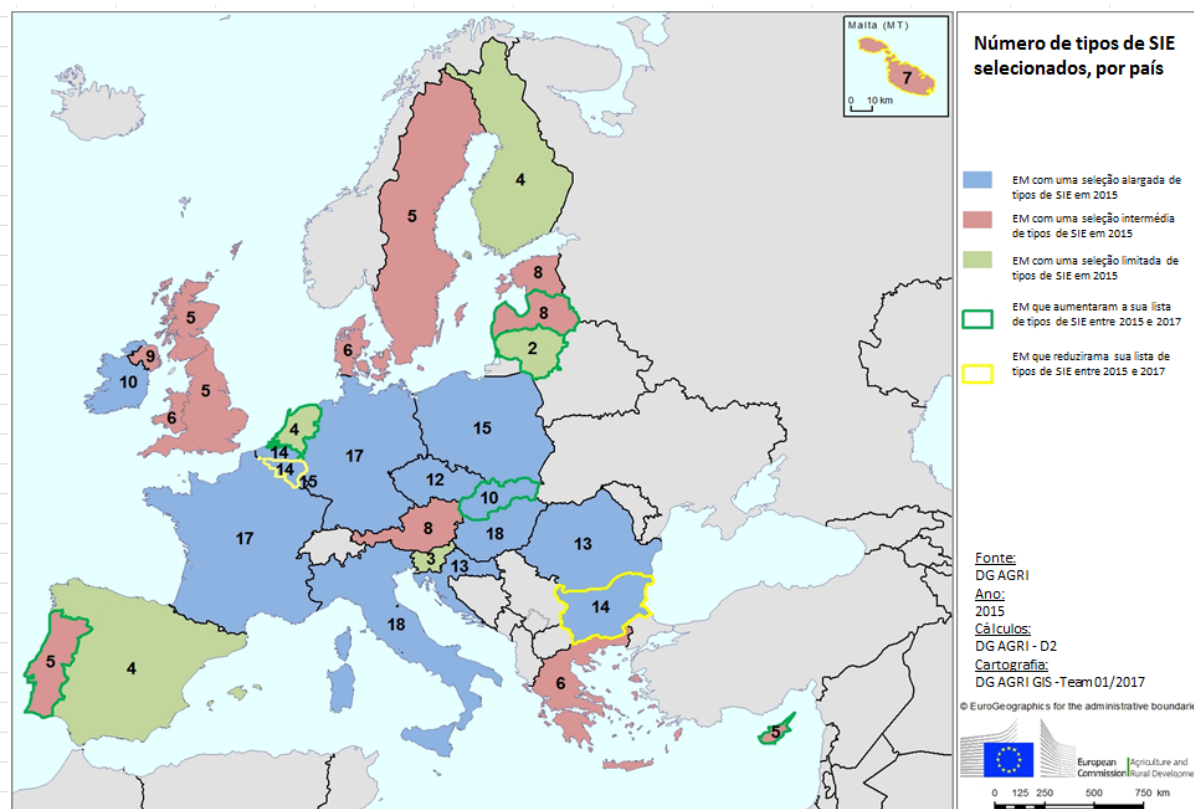 Malta (MT)
7
0 10 km
4
5
8
8
2
5
9
10
5
6
6
4
14
14
15
17
15
12
10
17
8
18
13
3
13
18
14
5
4
6
5
Número de tipos de SIE
selecionados, por país
EM com uma seleção alargada de
tipos de SIE em 2015
EM com uma seleção intermédia
de tipos de SIE em 2015
EM com uma seleção limitada de
tipos de SIE em 2015
EM que aumentaram a sua lista
de tipos de SIE entre 2015 e 2017
EM que reduzirama sua lista de
tipos de SIE entre 2015 e 2017
Fonte:
DG AGRI
Ano:
2015
Cálculos:
DG AGRI - D2
Cartografia:
DG AGRI GIS -Team 01/2017
© EuroGeographics for the administrative boundarie
European
Commission
Agriculture and
Rural Developme
0 125 250 500 750 km